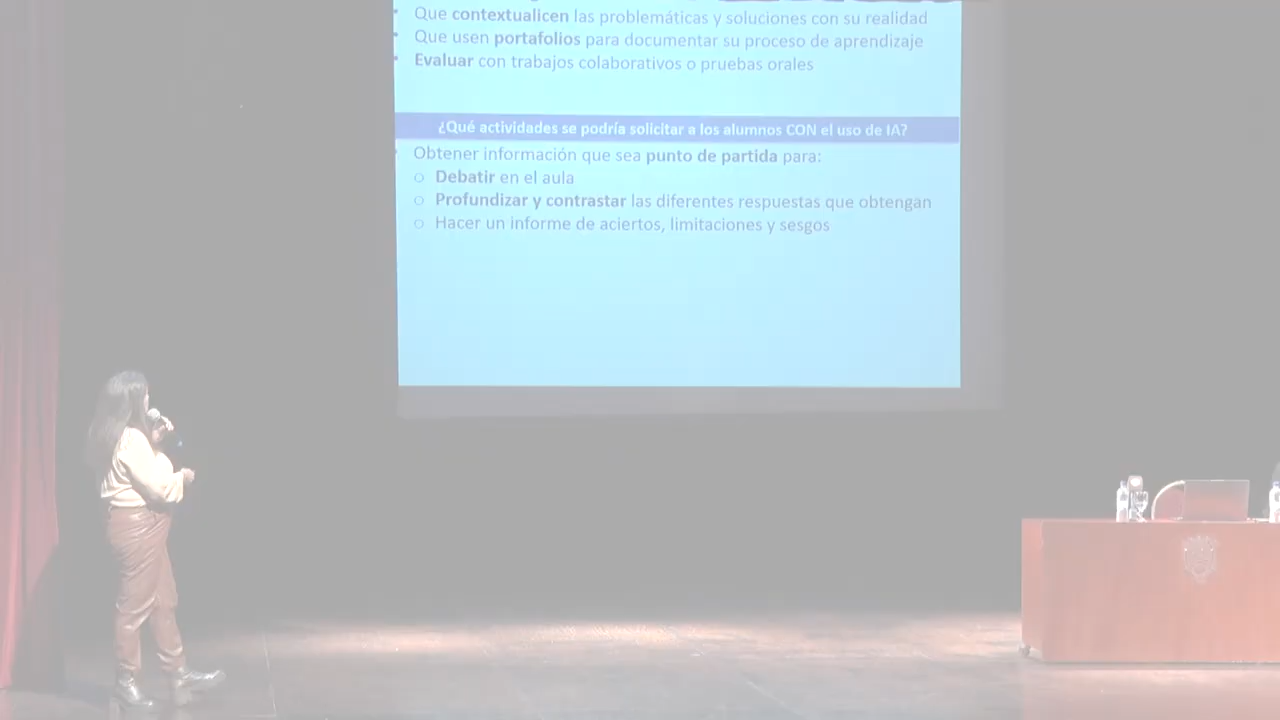 Que contextualicen las problemáticas y soluciones con su realidad
Que usen portafolios para documentar su proceso de aprendizaje
Evaluar con trabajos colaborativos o pruebas orales
¿Qué actividades se podría solicitar a los alumnos CON el uso de IA?
Obtener información que sea punto de partida para:
Debatir en el aula
Profundizar y contrastar las diferentes respuestas que obtengan
Hacer un informe de aciertos, limitaciones y sesgos